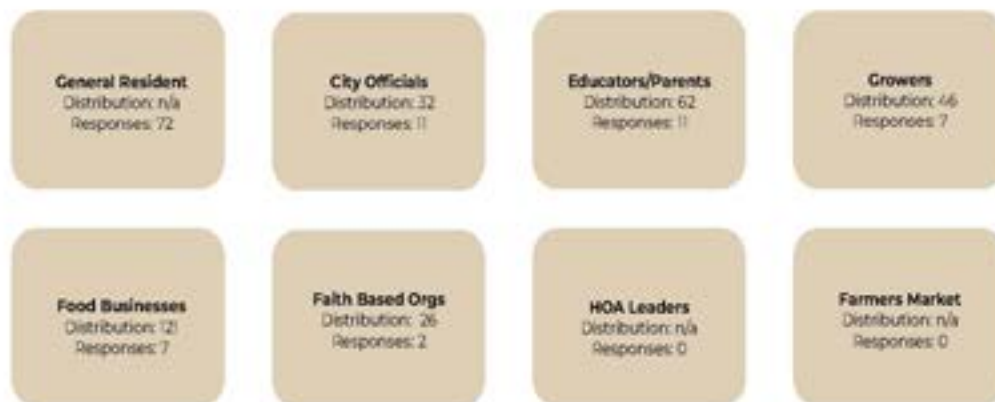 General Resident
Distribution: n/a
Responses: 72
City Officials
Distribution: 32
Responses: 11
Educators/Parents
Distribution: 62
Responses: 11
Growers
Distribution: 46
Responses: 7
Food Businesses
Distribution: 121
Responses: 7
Faith Based Orgs
Distribution: 26
Responses: 2
HOA Leaders
Distribution: n/a
Responses: 0
Farmers Market
Distribution: n/a
Responses: 0